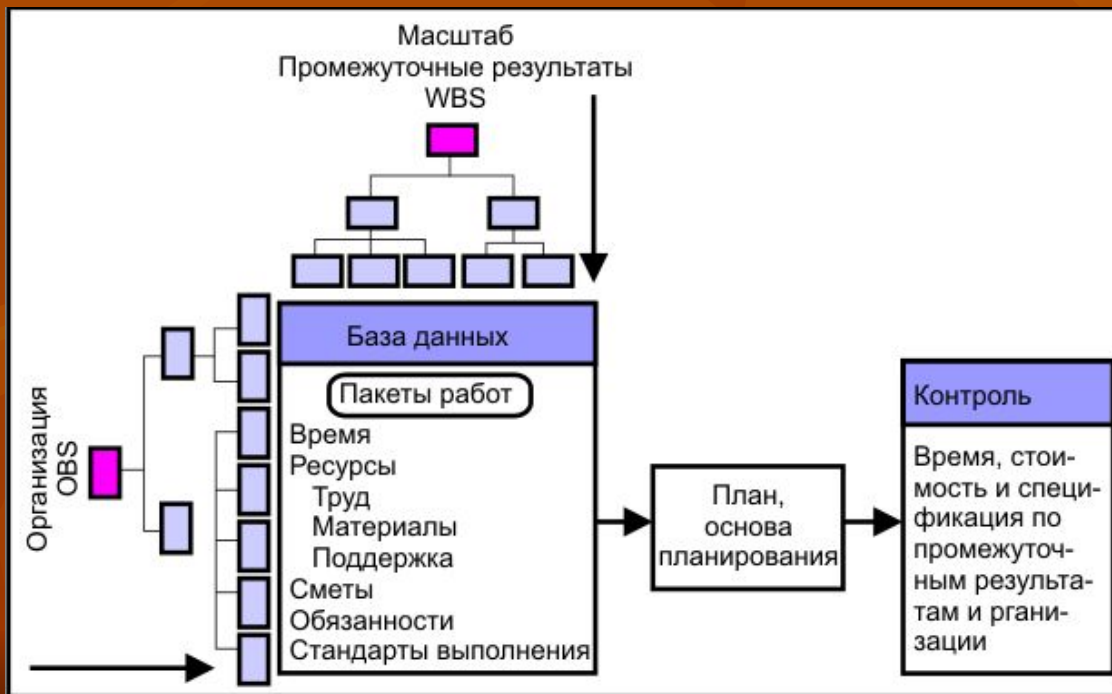 Масштаб
Промежуточные результаты
WBS
Организация
OBS
База данных
Пакеты работ
Время
Ресурсы
Труд
Материалы
Поддержка
Сметы
Обязанности
Стандарты выполнения
План,
основа
планирования
Контроль
Время, стои-
мость и специ-
фикация по
промежуточ-
ным результа-
там и ргани-
зации